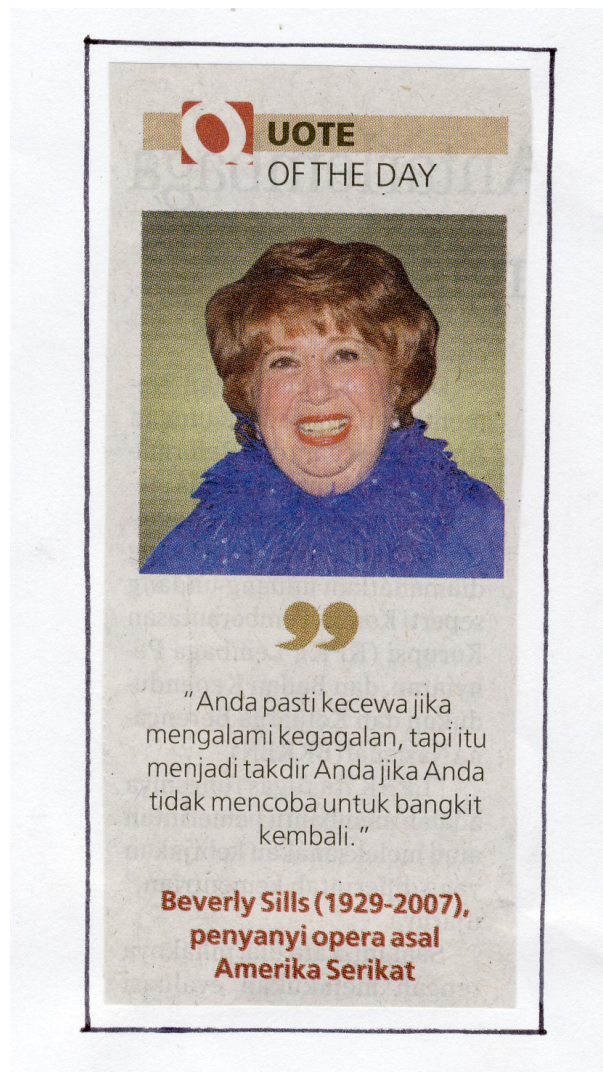 QUOTE
OF THE DAY
"Anda pasti kecewa jika
mengalami kegagalan, tapi itu
menjadi takdir Anda jika Anda
tidak mencoba untuk bangkit
kembali."
Beverly Sills (1929-2007),
penyanyi opera asal
Amerika Serikat